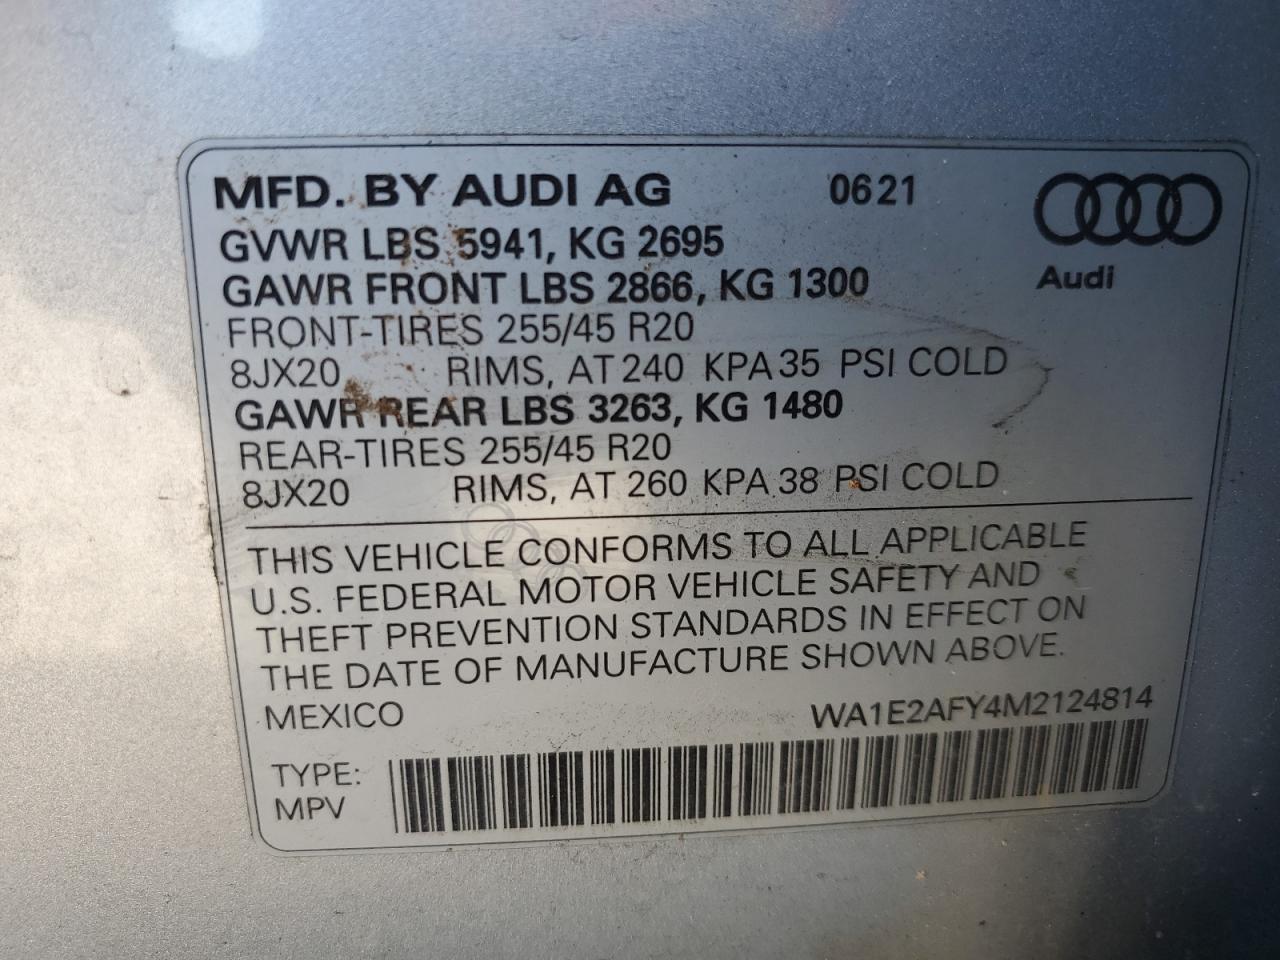 MFD. BY AUDI AG 0621
GVWR LBS 5941, KG 2695
GAWR FRONT LBS 2866, KG 1300
Audi
FRONT-TIRES 255/45 R20
8JX20 RIMS, AT 240 KPA 35 PSI COLD
GAWR REAR LBS 3263, KG 1480
REAR-TIRES 255/45 R20
8JX20 RIMS, AT 260 KPA 38 PSI COLD
THIS VEHICLE CONFORMS TO ALL APPLICABLE
U.S. FEDERAL MOTOR VEHICLE SAFETY AND
THEFT PREVENTION STANDARDS IN EFFECT ON
THE DATE OF MANUFACTURE SHOWN ABOVE.
MEXICO WA1E2AFY4M2124814
TYPE:
MPV